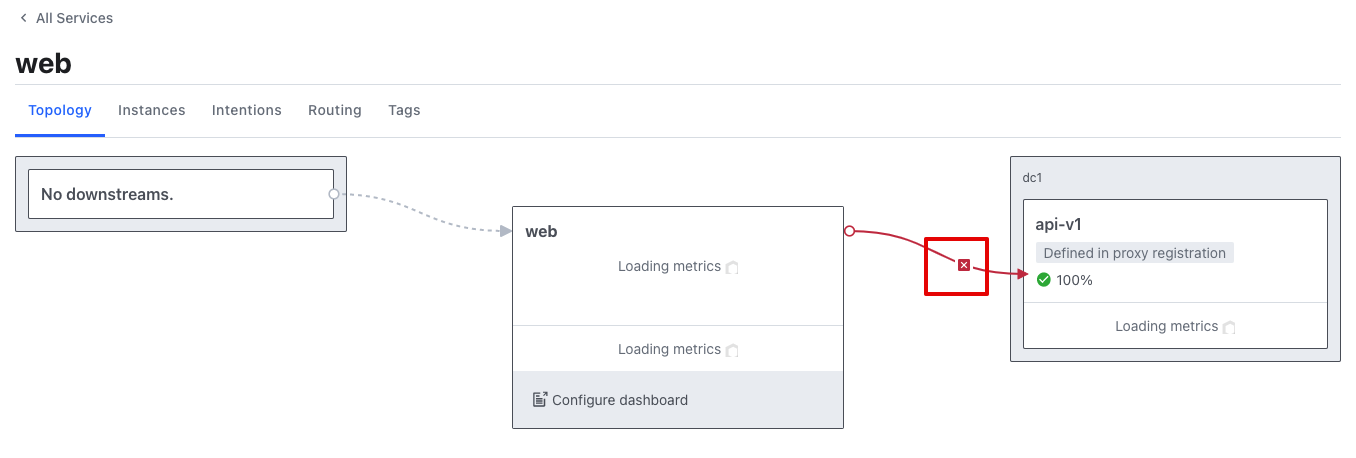 All Services
web
Topology Instances Intentions Routing Tags
No downstreams.
web
Loading metrics
Loading metrics
Configure dashboard
dc1
api-v1
Defined in proxy registration
100%
Loading metrics